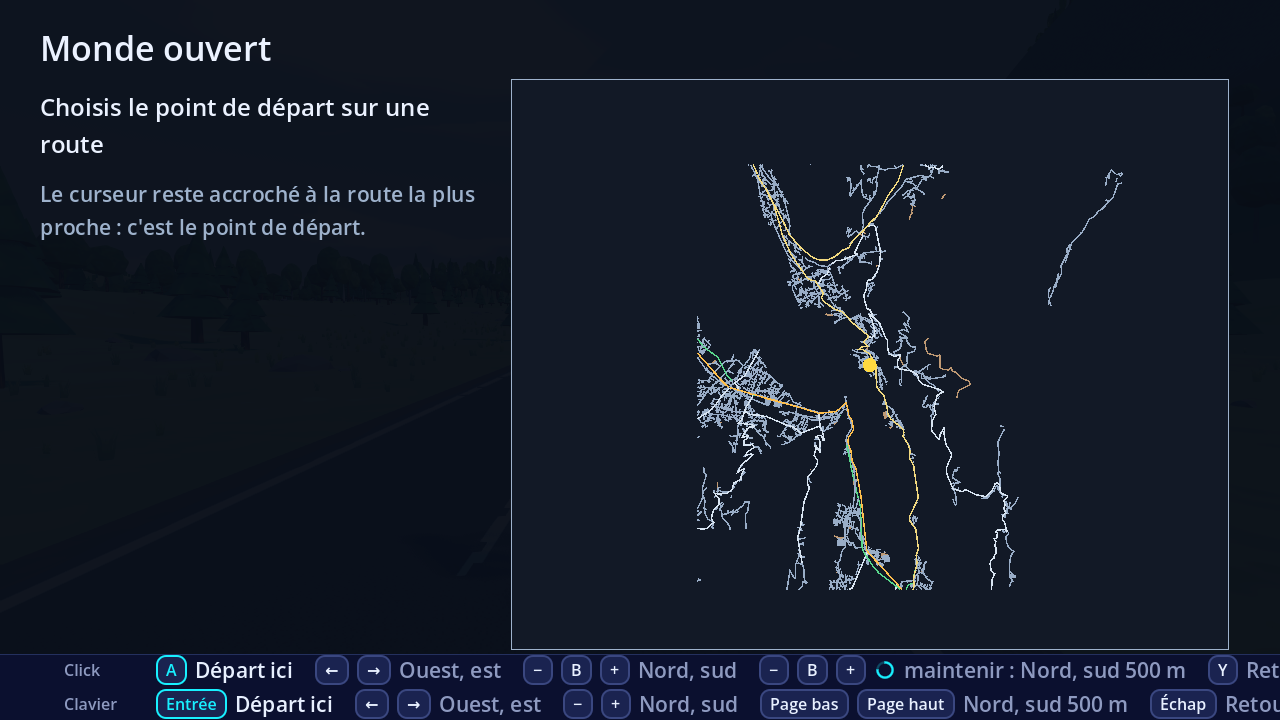 Monde ouvert
Choisis le point de départ sur une
route
Le curseur reste accroché à la route la plus
proche : c'est le point de départ.
Click A Départ ici ← → Ouest, est − B + Nord, sud − B + maintenir : Nord, sud 500 m Y Ret
Clavier Entrée Départ ici ← → Ouest, est − + Nord, sud Page bas Page haut Nord, sud 500 m Échap Retou